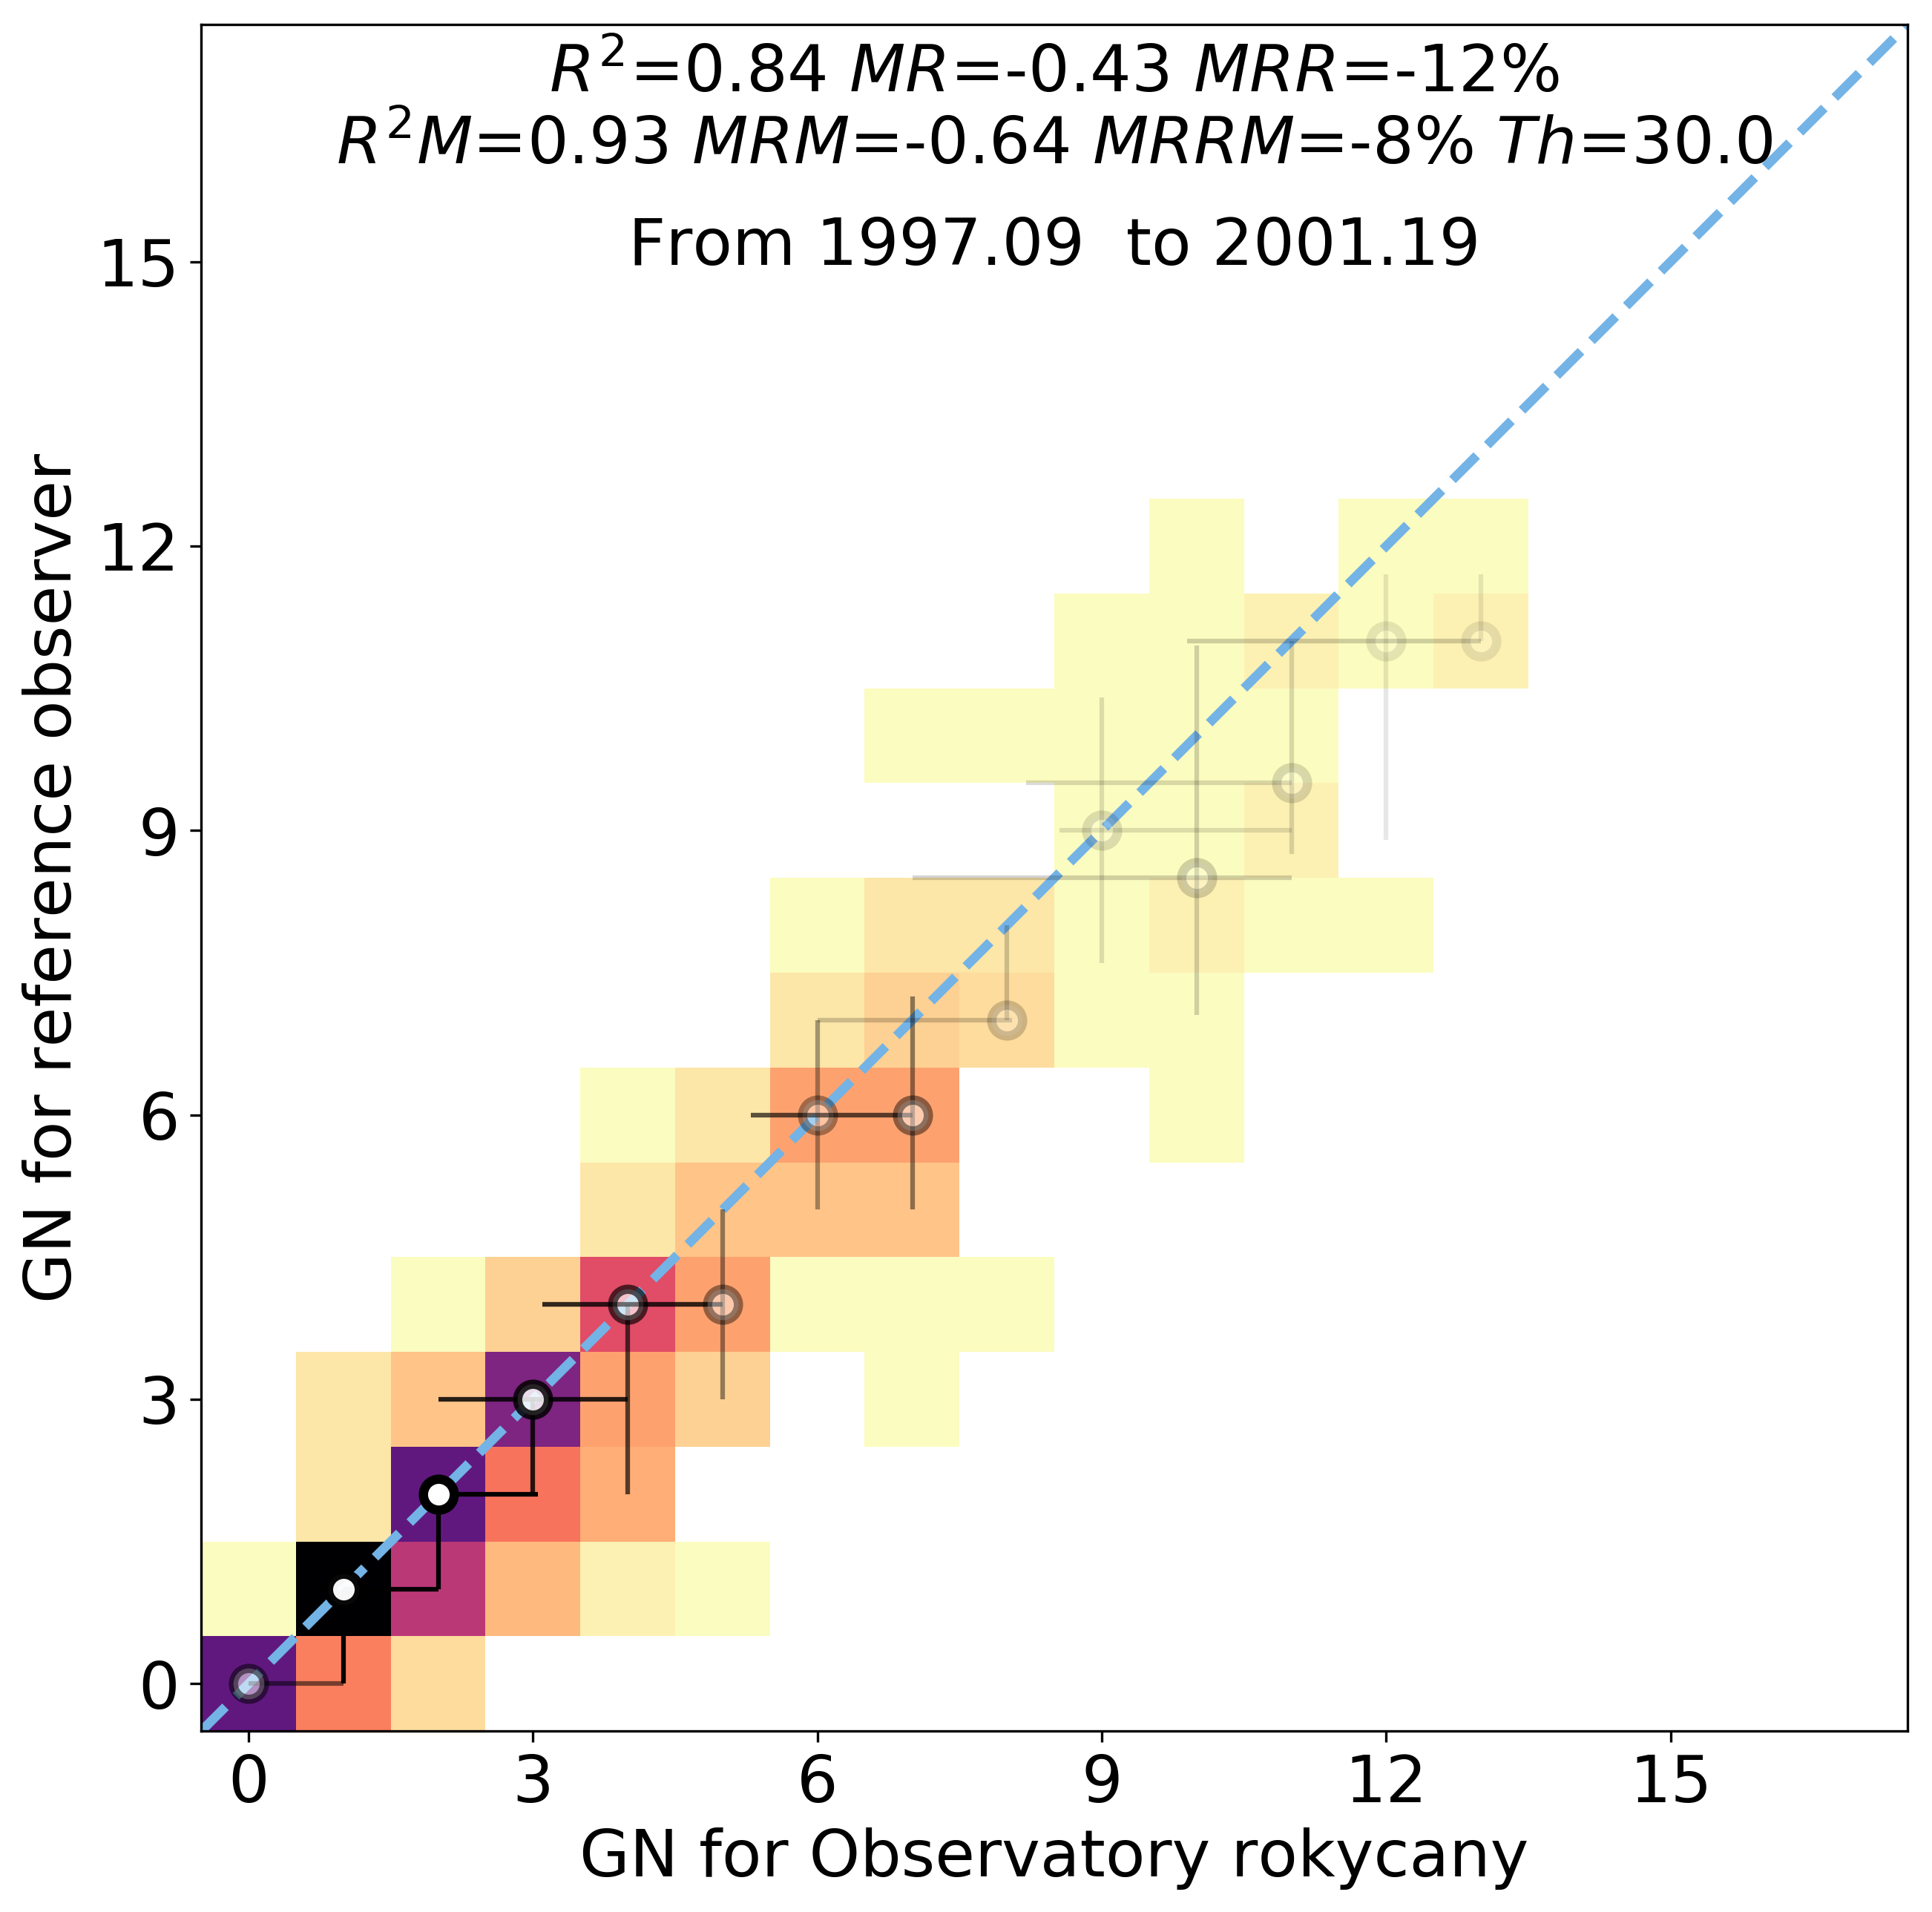 R²=0.84 MR=-0.43 MRR=-12%
R²M=0.93 MRM=-0.64 MRRM=-8% Th=30.0
From 1997.09 to 2001.19
15
12
9
6
3
0
GN for reference observer
0 3 6 9 12 15
GN for Observatory rokycany